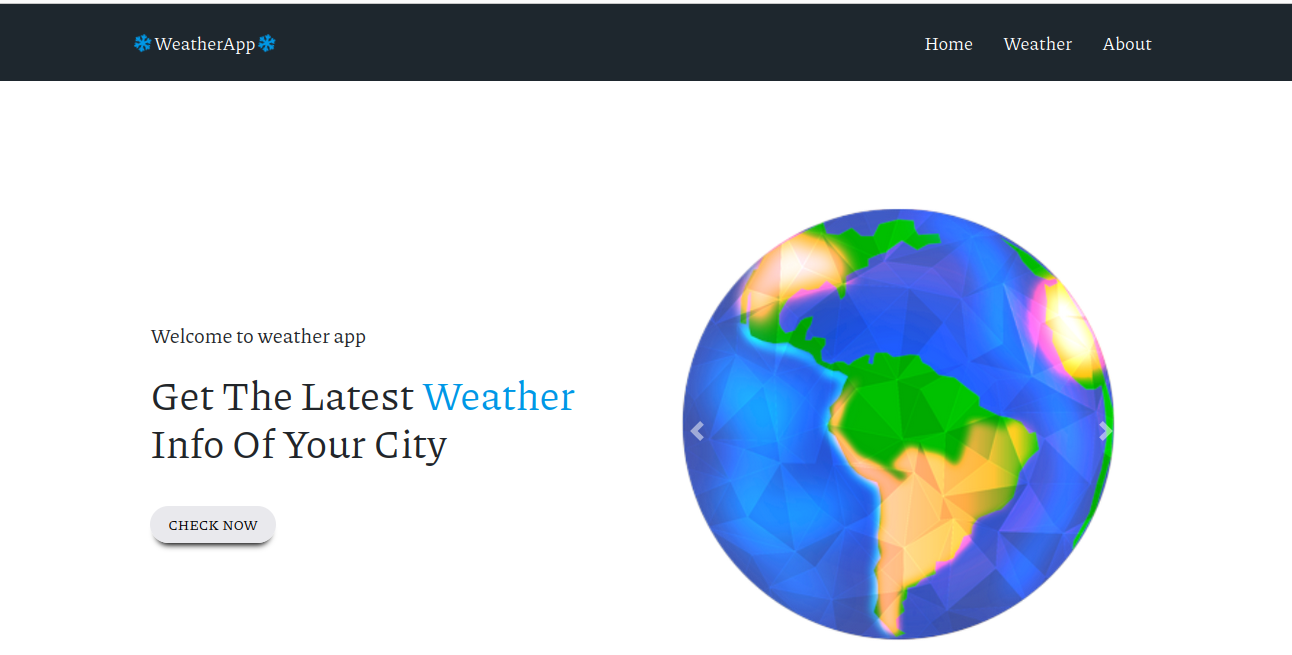 ❄WeatherApp❄
Home Weather About
Welcome to weather app
Get The Latest Weather
Info Of Your City
CHECK NOW